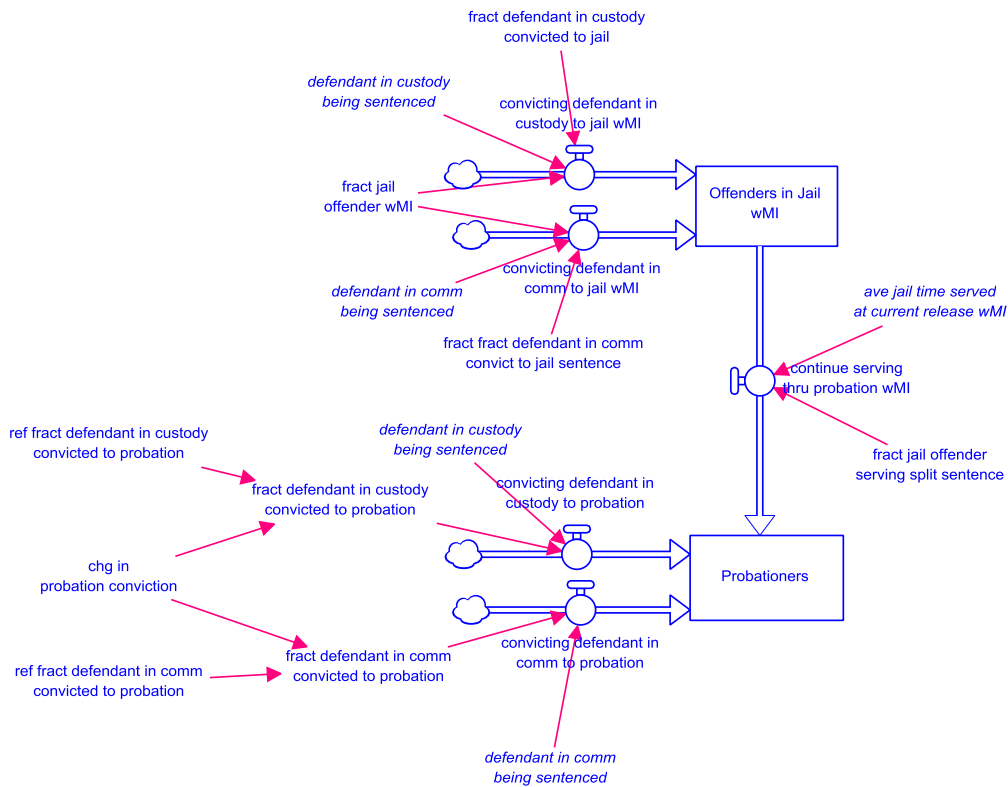 fract defendant in custody
convicted to jail
defendant in custody
being sentenced
convicting defendant in
custody to jail wMI
fract jail
offender wMI
Offenders in Jail
wMI
convicting defendant in
comm to jail wMI
defendant in comm
being sentenced
fract fract defendant in comm
convict to jail sentence
ave jail time served
at current release wMI
continue serving
thru probation wMI
fract jail offender
serving split sentence
ref fract defendant in custody
convicted to probation
defendant in custody
being sentenced
fract defendant in custody
convicted to probation
convicting defendant in
custody to probation
chg in
probation conviction
Probationers
fract defendant in comm
convicted to probation
convicting defendant in
comm to probation
ref fract defendant in comm
convicted to probation
defendant in comm
being sentenced